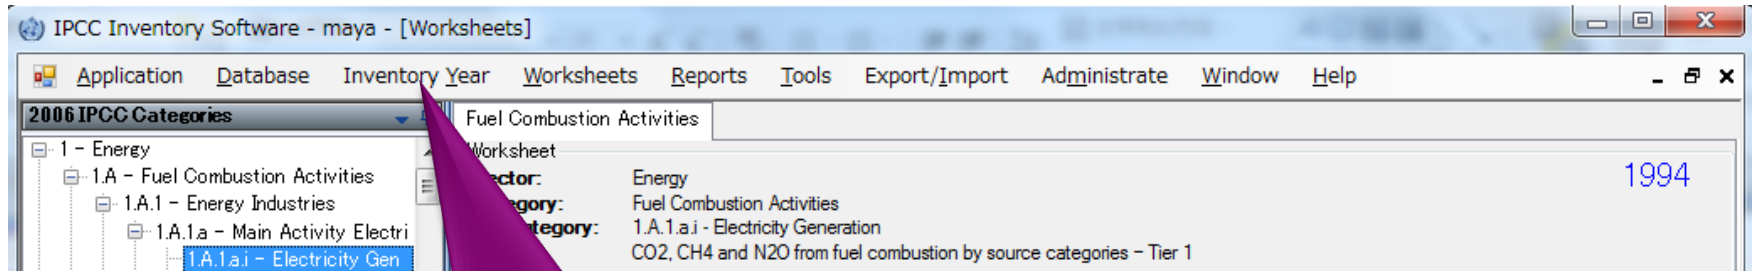 IPCC Inventory Software - maya - [Worksheets]
Application Database Inventory Year Worksheets Reports Tools Export/Import Administrate Window Help
2006 IPCC Categories
Fuel Combustion Activities
1 - Energy
Worksheet
1994
1.A - Fuel Combustion Activities
Energy
1.A.1 - Energy Industries
Fuel Combustion Activities
1.A.1.a - Main Activity Electri
1.A.1.a.i - Electricity Generation
1.A.1.a.i - Electricity Gen
CO2, CH4 and N2O from fuel combustion by source categories - Tier 1